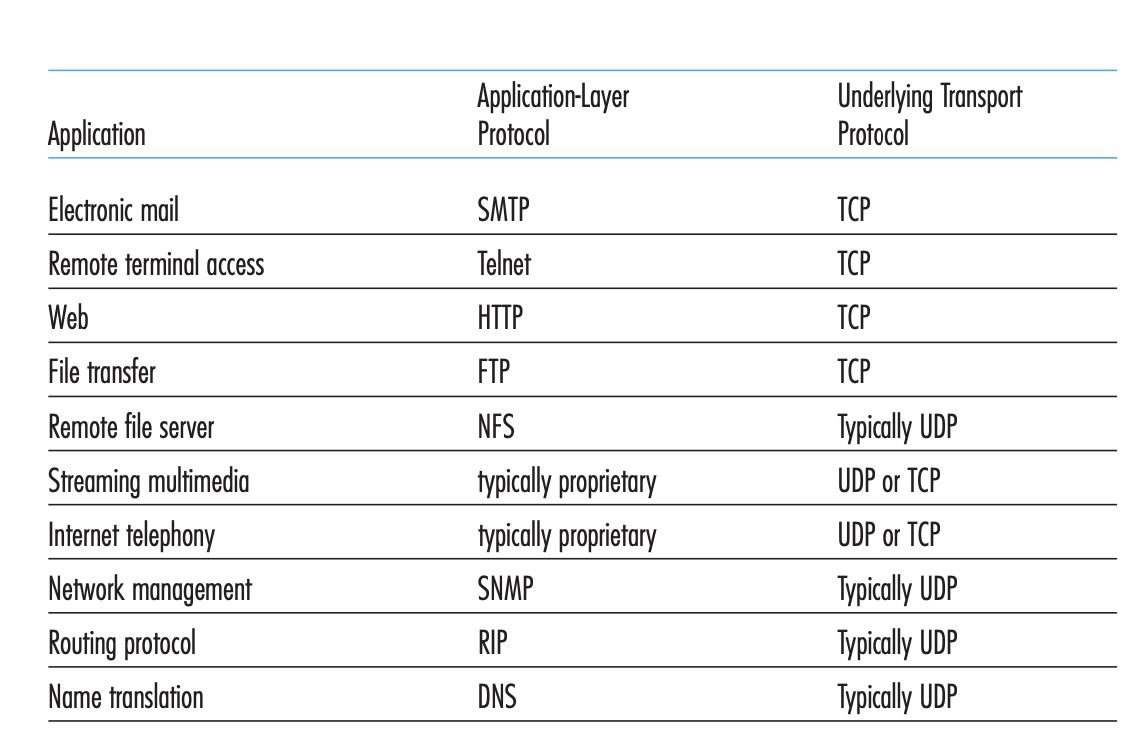 Application Application-Layer Protocol Underlying Transport Protocol
Electronic mail SMTP TCP
Remote terminal access Telnet TCP
Web HTTP TCP
File transfer FTP TCP
Remote file server NFS Typically UDP
Streaming multimedia typically proprietary UDP or TCP
Internet telephony typically proprietary UDP or TCP
Network management SNMP Typically UDP
Routing protocol RIP Typically UDP
Name translation DNS Typically UDP